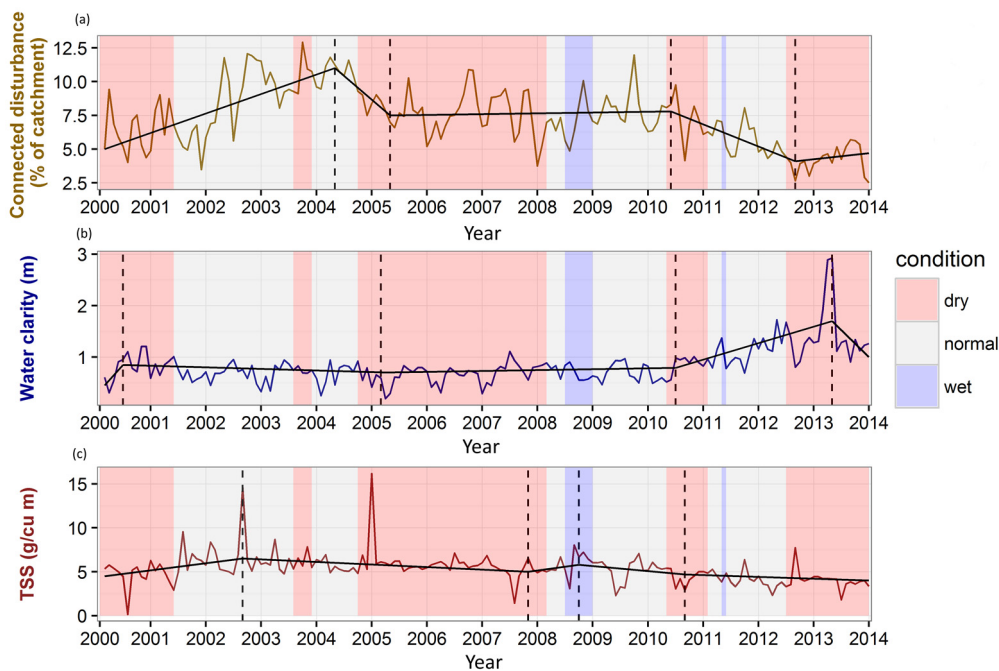 (a)
Connected disturbance
(% of catchment)
12.5
10.0
7.5
5.0
2.5
2000 2001 2002 2003 2004 2005 2006 2007 2008 2009 2010 2011 2012 2013 2014
Year
(b)
Water clarity (m)
3
2
1
2000 2001 2002 2003 2004 2005 2006 2007 2008 2009 2010 2011 2012 2013 2014
Year
condition
dry
normal
wet
(c)
TSS (g/cu m)
15
10
5
0
2000 2001 2002 2003 2004 2005 2006 2007 2008 2009 2010 2011 2012 2013 2014
Year